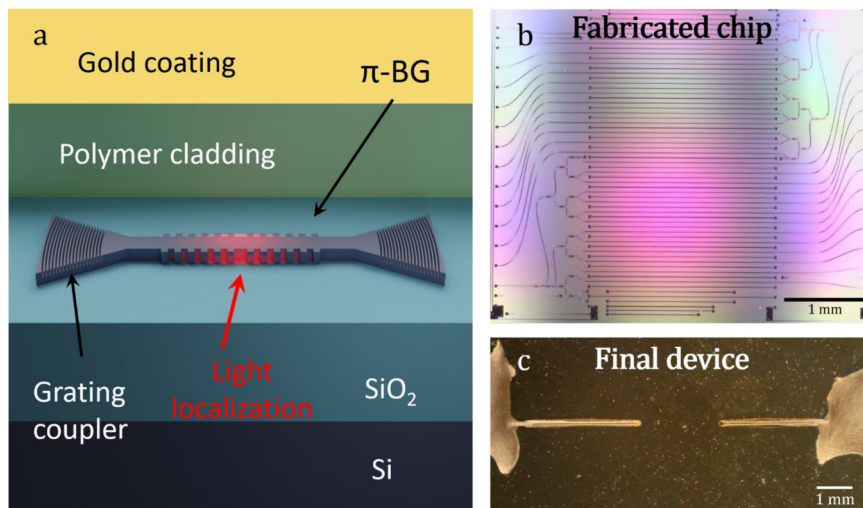 a
Gold coating
π-BG
Polymer cladding
Grating
coupler
Light
localization
SiO₂
Si
b
Fabricated chip
1 mm
c
Final device
1 mm